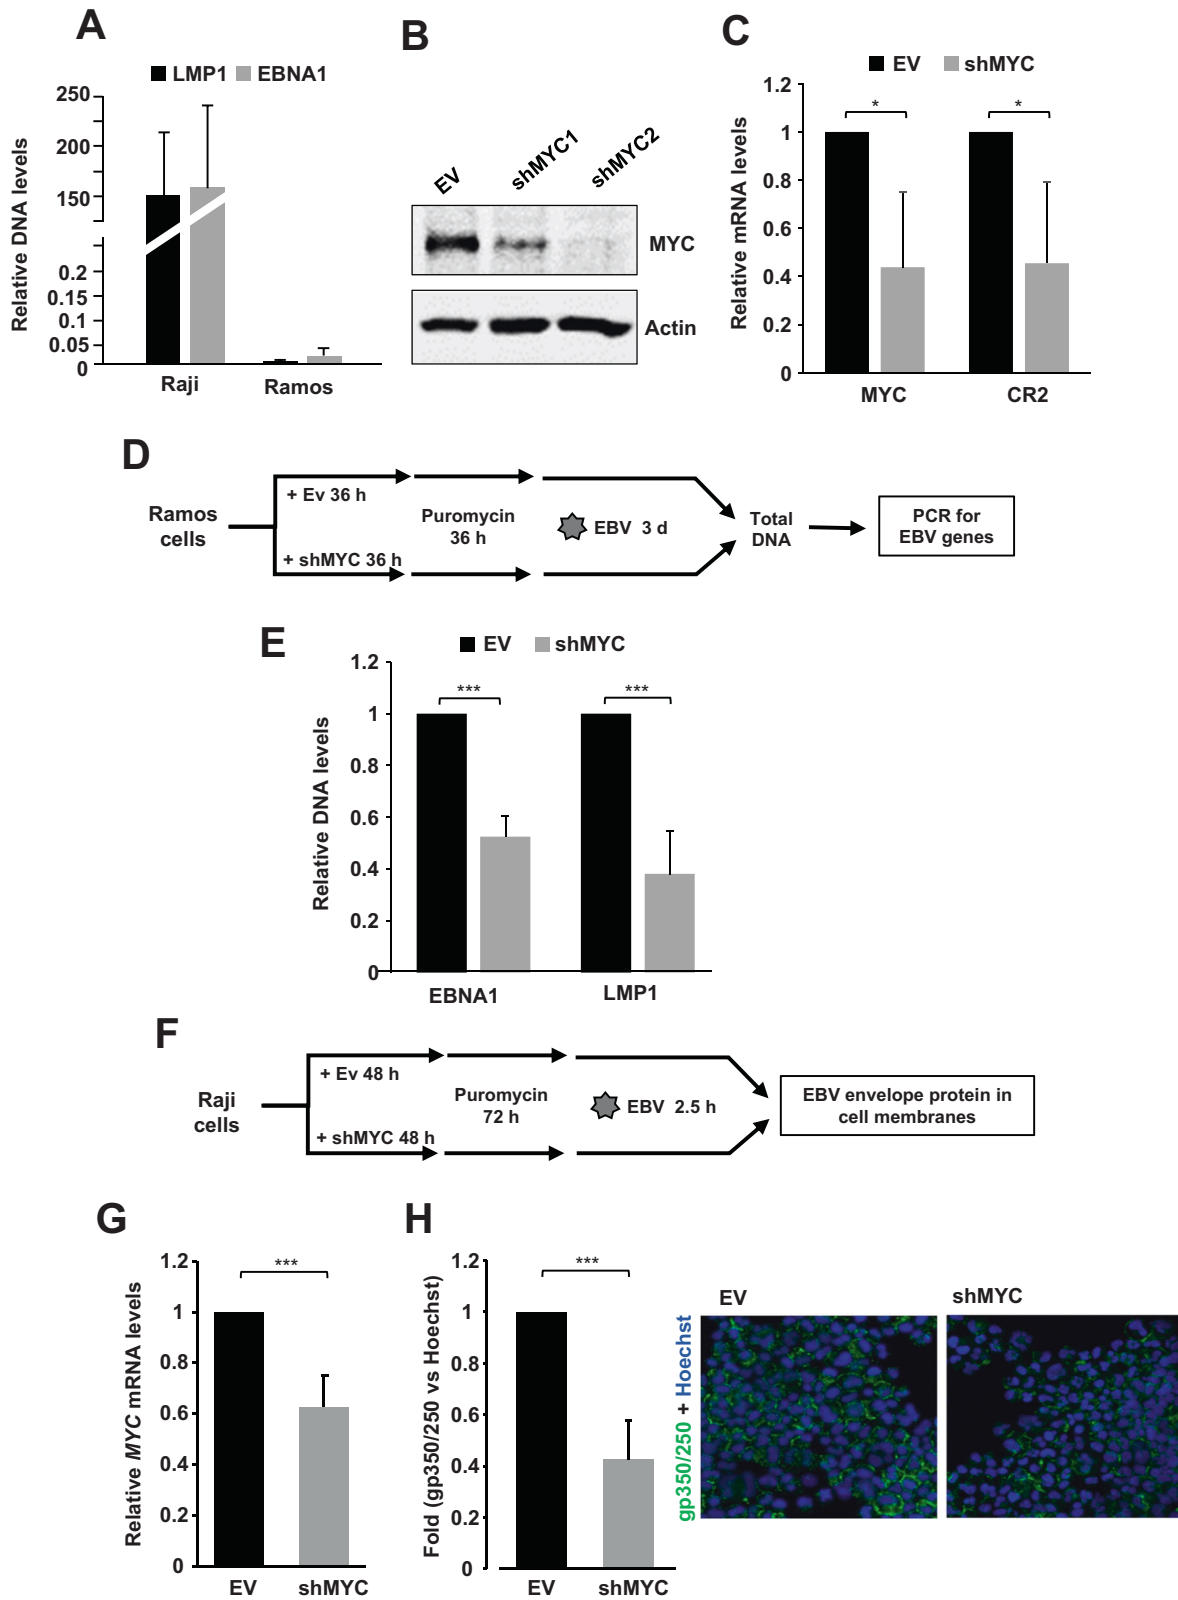 A
LMP1 EBNA1
Relative DNA levels
250
200
150
0.2
0.15
0.1
0.05
0
Raji Ramos
B
EV shMYC1 shMYC2
MYC
Actin
C
EV shMYC
Relative mRNA levels
1.2
1
0.8
0.6
0.4
0.2
0
* *
MYC CR2
D
Ramos
cells
+ Ev 36 h
+ shMYC 36 h
Puromycin
36 h
EBV 3 d
Total
DNA
PCR for
EBV genes
E
EV shMYC
Relative DNA levels
1.2
1
0.8
0.6
0.4
0.2
0
*** ***
EBNA1 LMP1
F
Raji
cells
+ Ev 48 h
+ shMYC 48 h
Puromycin
72 h
EBV 2.5 h
EBV envelope protein in
cell membranes
G
Relative MYC mRNA levels
1.2
1
0.8
0.6
0.4
0.2
0
***
EV shMYC
H
Fold (gp350/250 vs Hoechst)
1.2
1
0.8
0.6
0.4
0.2
0
***
EV shMYC
gp350/250 + Hoechst
EV shMYC